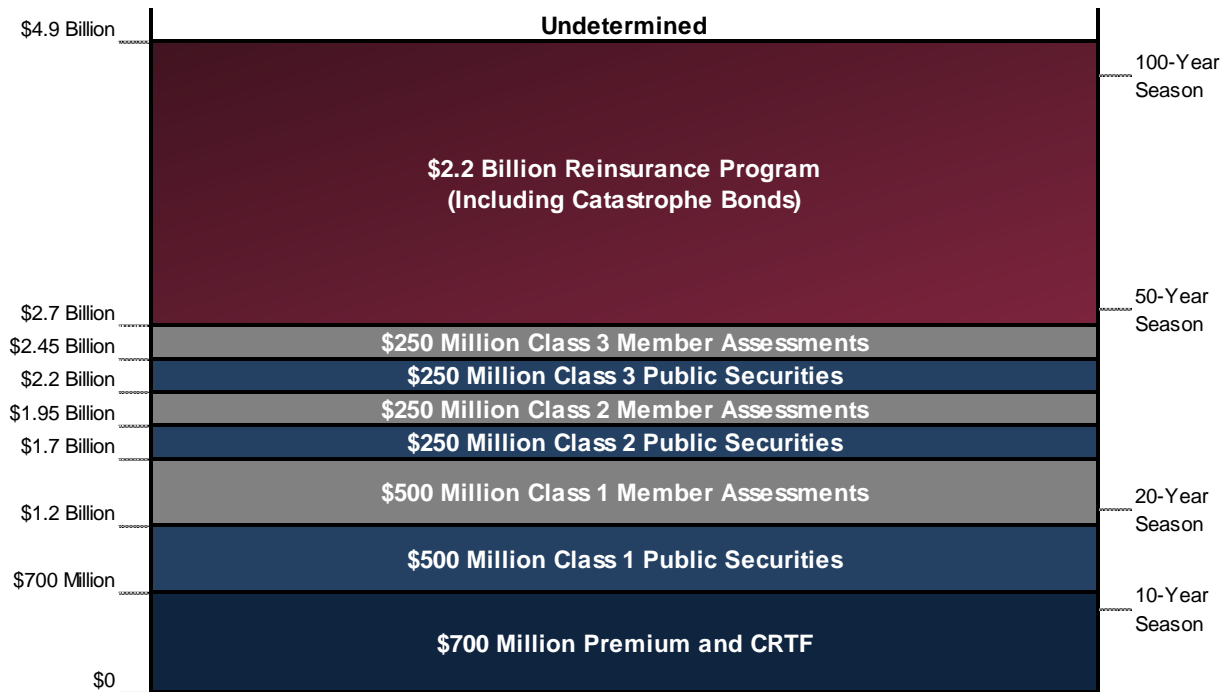 $4.9 Billion
Undetermined
100-Year
Season
$2.2 Billion Reinsurance Program
(Including Catastrophe Bonds)
50-Year
Season
$2.7 Billion
$250 Million Class 3 Member Assessments
$2.45 Billion
$250 Million Class 3 Public Securities
$2.2 Billion
$250 Million Class 2 Member Assessments
$1.95 Billion
$250 Million Class 2 Public Securities
$1.7 Billion
$500 Million Class 1 Member Assessments
20-Year
Season
$1.2 Billion
$500 Million Class 1 Public Securities
$700 Million
10-Year
Season
$700 Million Premium and CRTF
$0